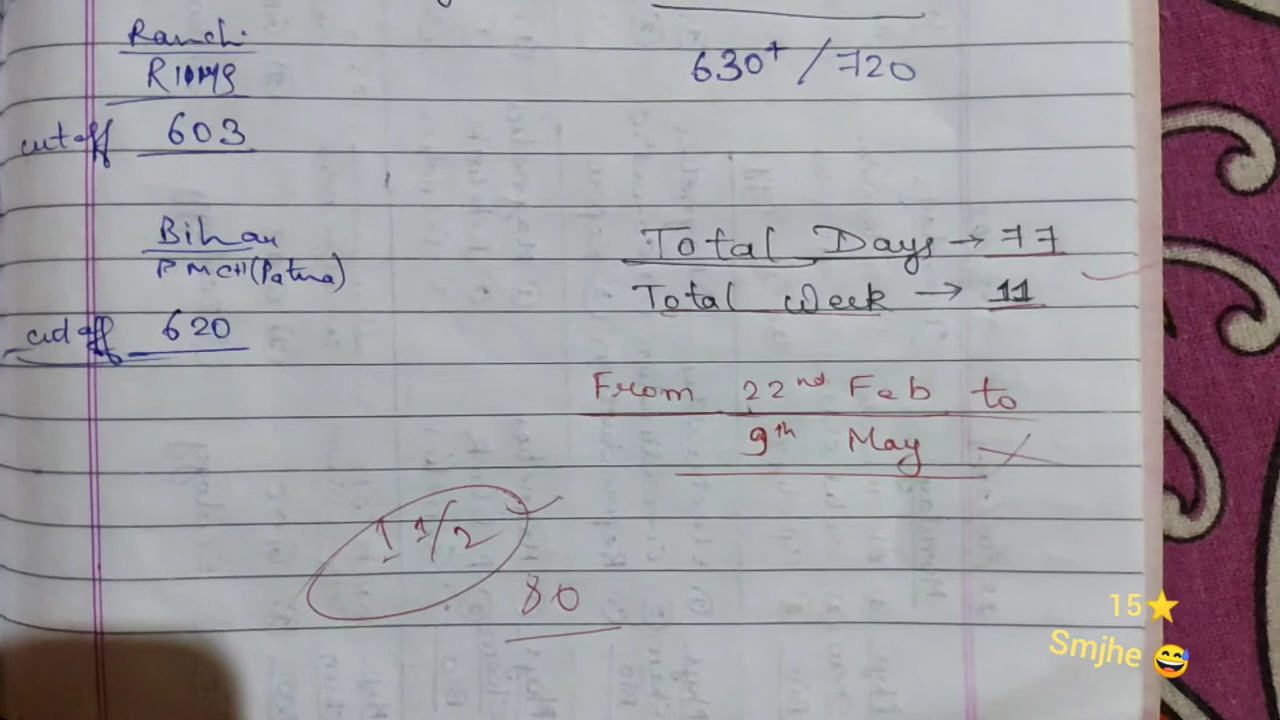 Ranchi
RIIMS
cutoff 603
630+ / 720
Bihar
PMCH (Patna)
cutoff 620
Total Days → 77
Total Week → 11
From 22nd Feb to
9th May
1 1/2
80
15⭐
Smjhe 😅